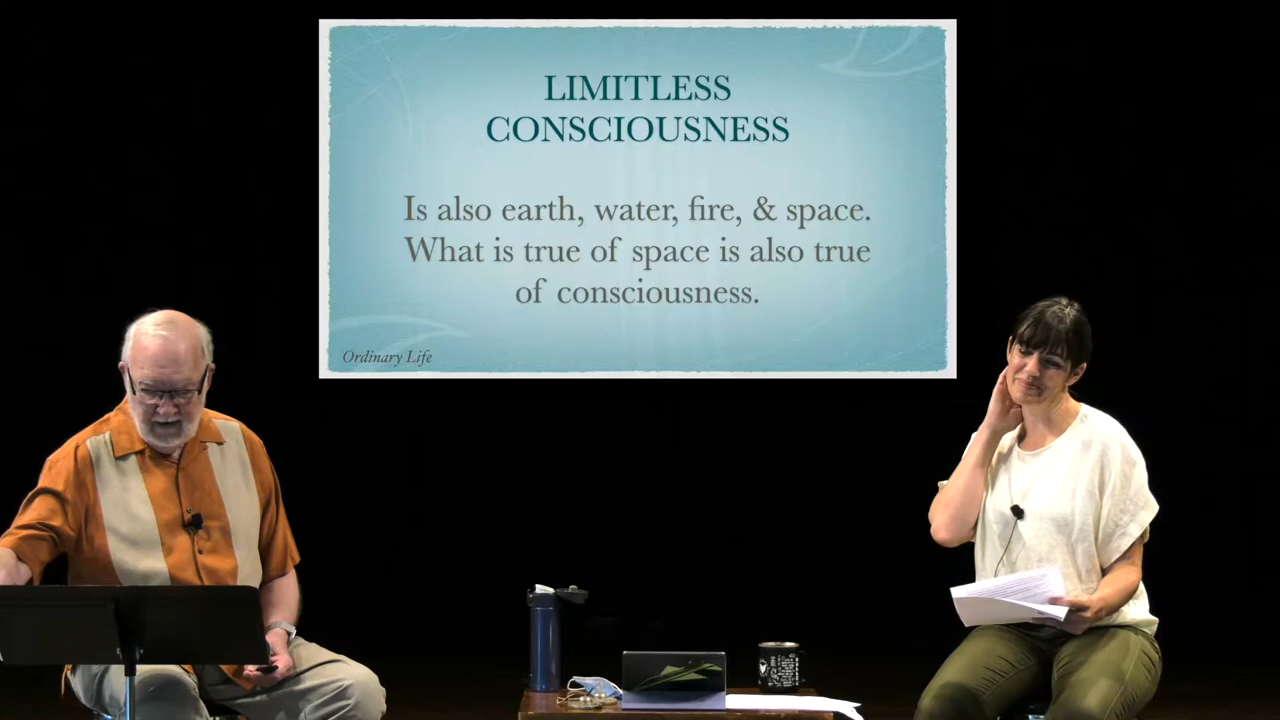 LIMITLESS
CONSCIOUSNESS
Is also earth, water, fire, & space.
What is true of space is also true
of consciousness.
Ordinary Life